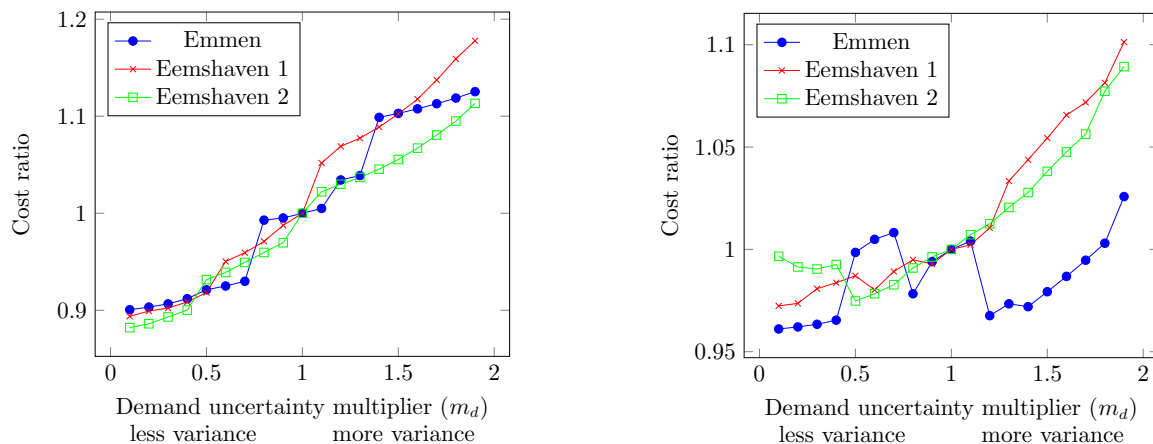 1.2
1.1
1
0.9
Cost ratio
Emmen
Eemshaven 1
Eemshaven 2
0
0.5
1
1.5
2
Demand uncertainty multiplier (m_d)
less variance
more variance
1.1
1.05
1
0.95
Cost ratio
Emmen
Eemshaven 1
Eemshaven 2
0
0.5
1
1.5
2
Demand uncertainty multiplier (m_d)
less variance
more variance